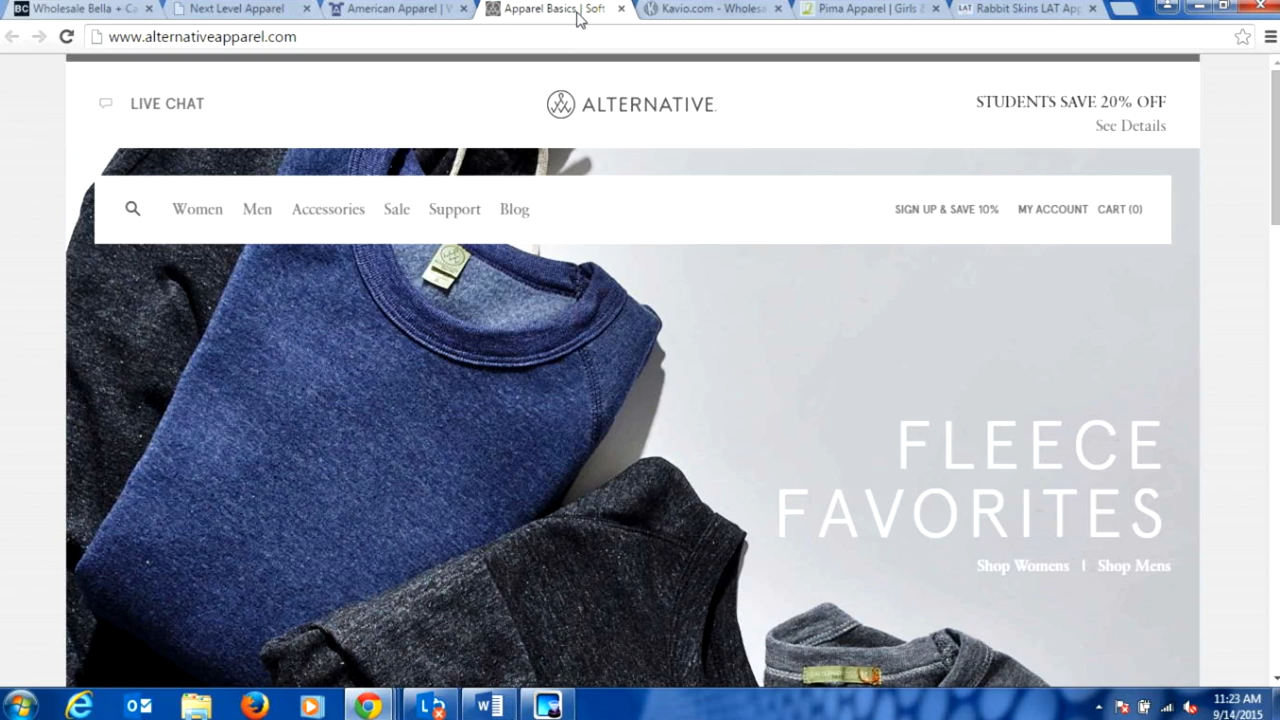 BC Wholesale Bella + Ca
Next Level Apparel
American Apparel | W
Apparel Basics | Soft
Kavio.com - Wholesa
Pima Apparel | Girls &
LAT Rabbit Skins LAT App
www.alternativeapparel.com
LIVE CHAT
ALTERNATIVE.
STUDENTS SAVE 20% OFF
See Details
Women Men Accessories Sale Support Blog
SIGN UP & SAVE 10% MY ACCOUNT CART (0)
FLEECE
FAVORITES
Shop Womens | Shop Mens
11:23 AM
9/14/2015